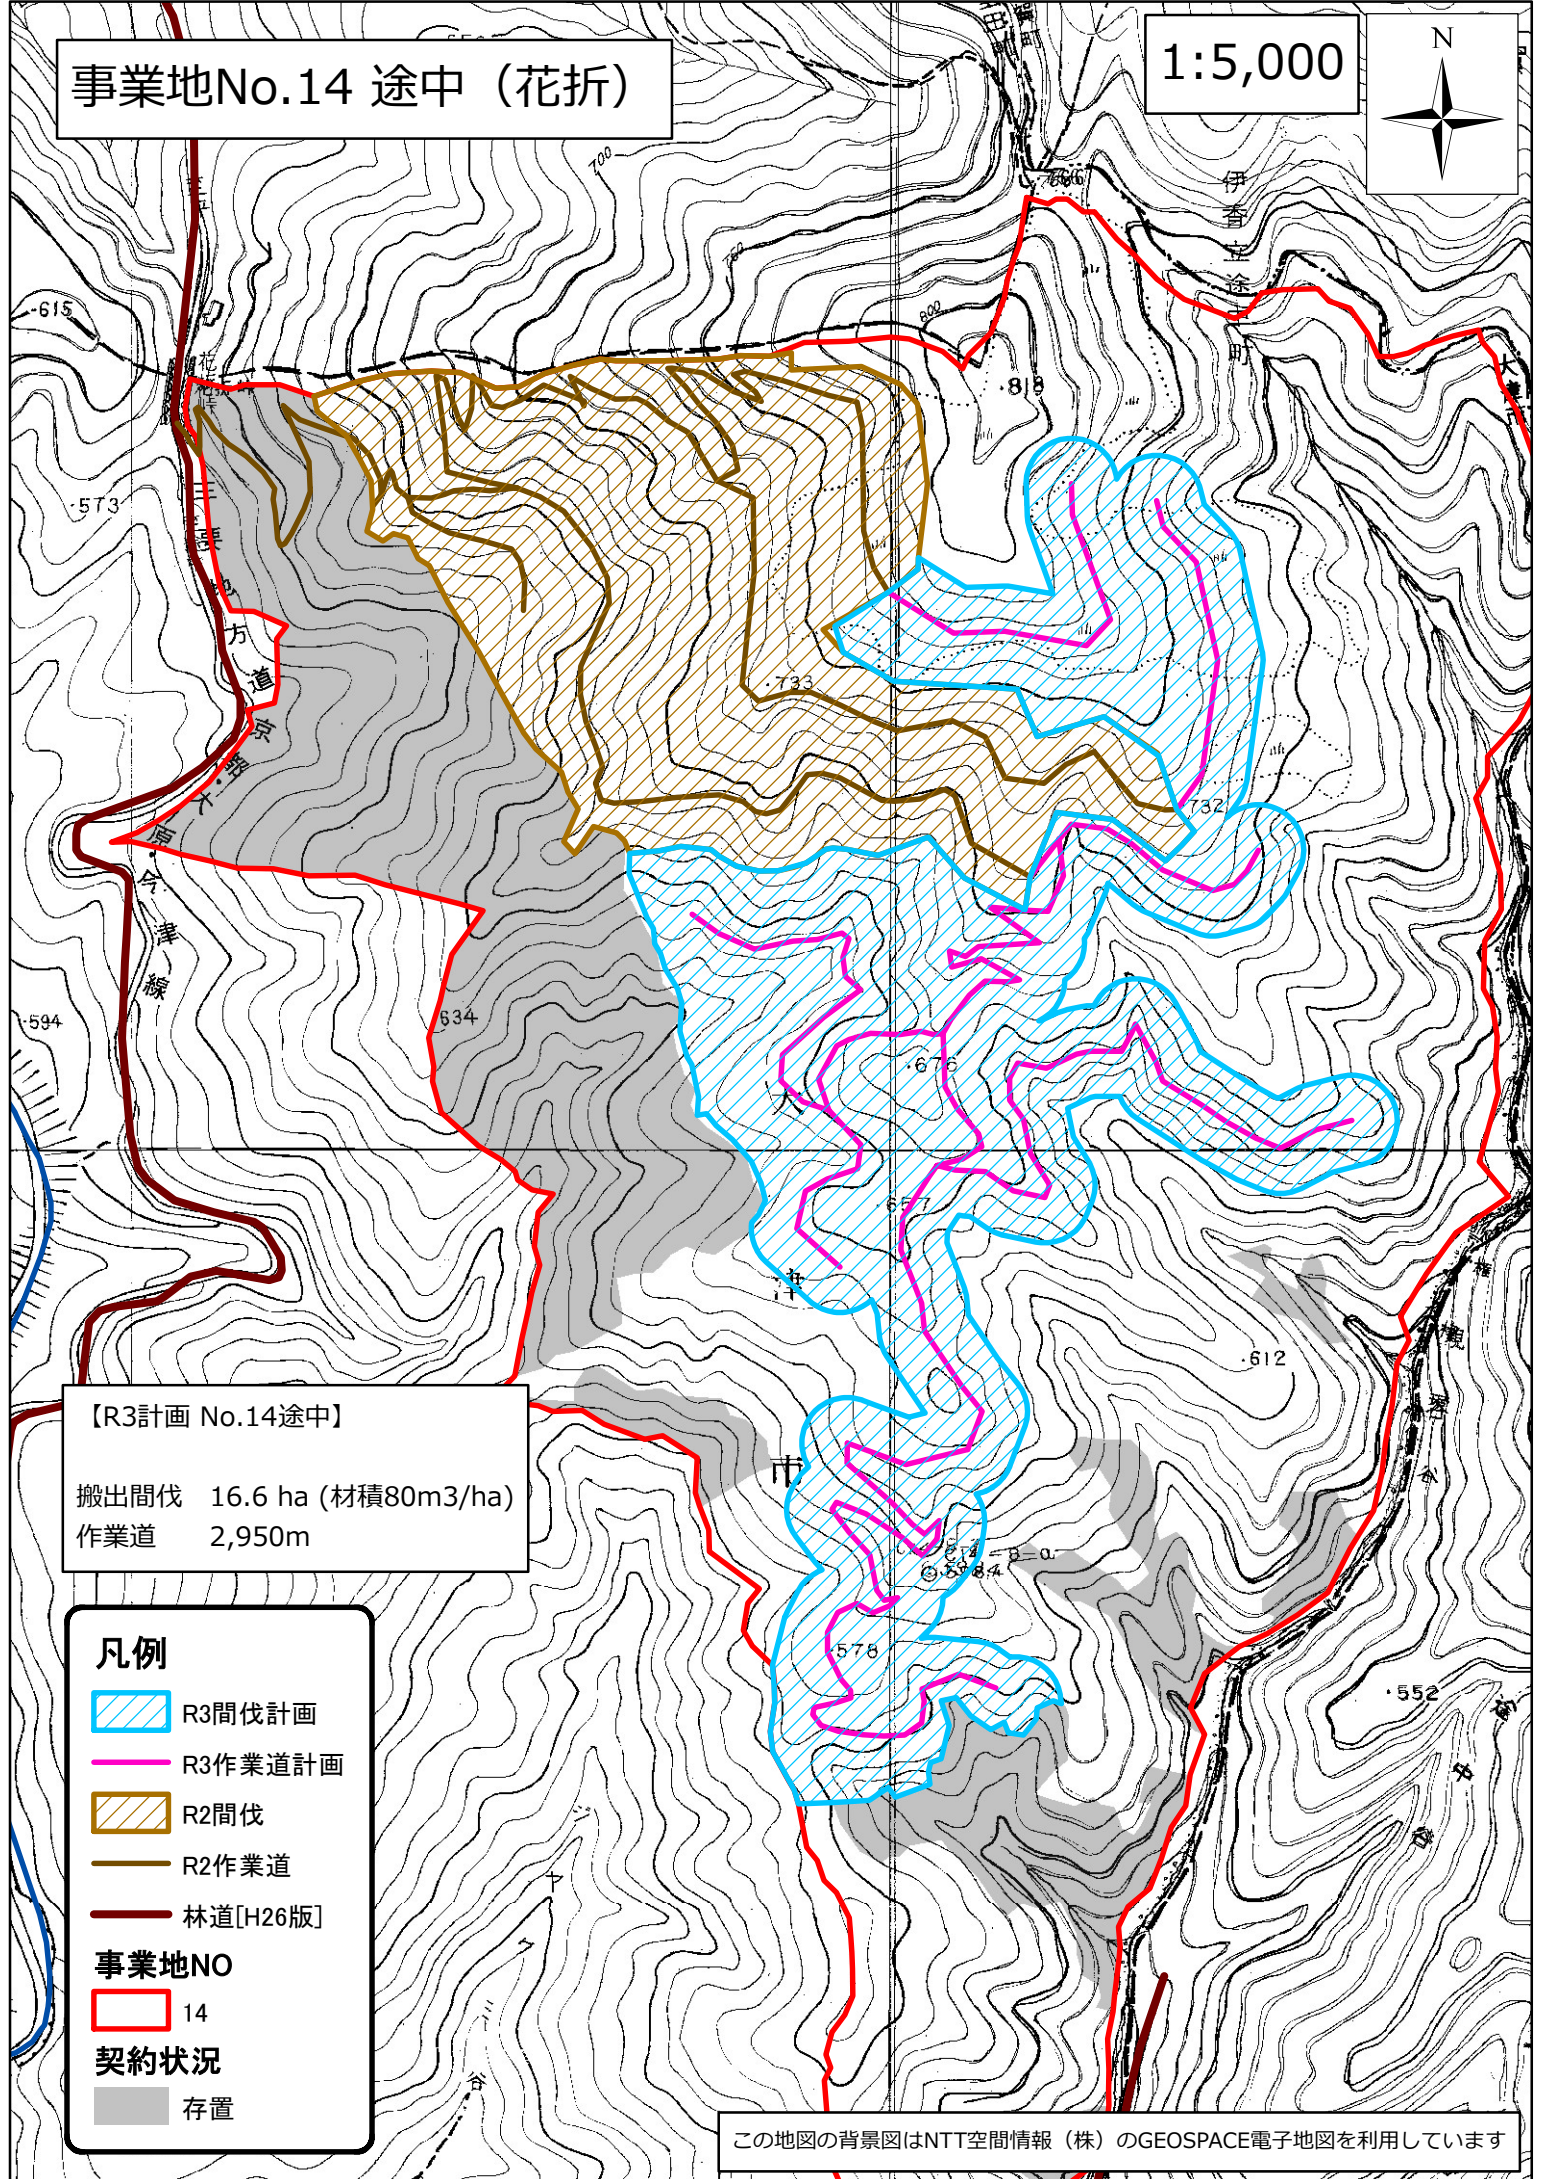 事業地No.14 途中（花折）
1:5,000
N
700
800
766
818
615
573
733
732
594
634
676
657
612
578
552
伊香立途中町
主要地方道京都・大原・今津線
大
津
市
【R3計画 No.14途中】
搬出間伐 16.6 ha (材積80m3/ha)
作業道 2,950m
凡例
R3間伐計画
R3作業道計画
R2間伐
R2作業道
林道[H26版]
事業地NO
14
契約状況
存置
この地図の背景図はNTT空間情報（株）のGEOSPACE電子地図を利用しています